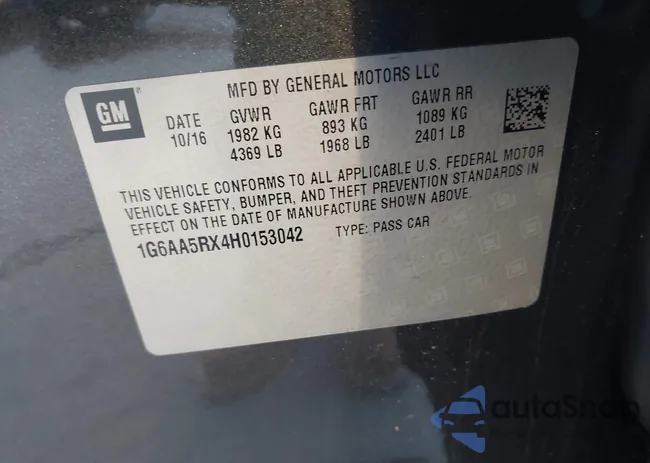 GM
MFD BY GENERAL MOTORS LLC
DATE GVWR GAWR FRT GAWR RR
10/16 1982 KG 893 KG 1089 KG
4369 LB 1968 LB 2401 LB
THIS VEHICLE CONFORMS TO ALL APPLICABLE U.S. FEDERAL MOTOR
VEHICLE SAFETY, BUMPER, AND THEFT PREVENTION STANDARDS IN
EFFECT ON THE DATE OF MANUFACTURE SHOWN ABOVE.
1G6AA5RX4H0153042 TYPE: PASS CAR
autoSnap